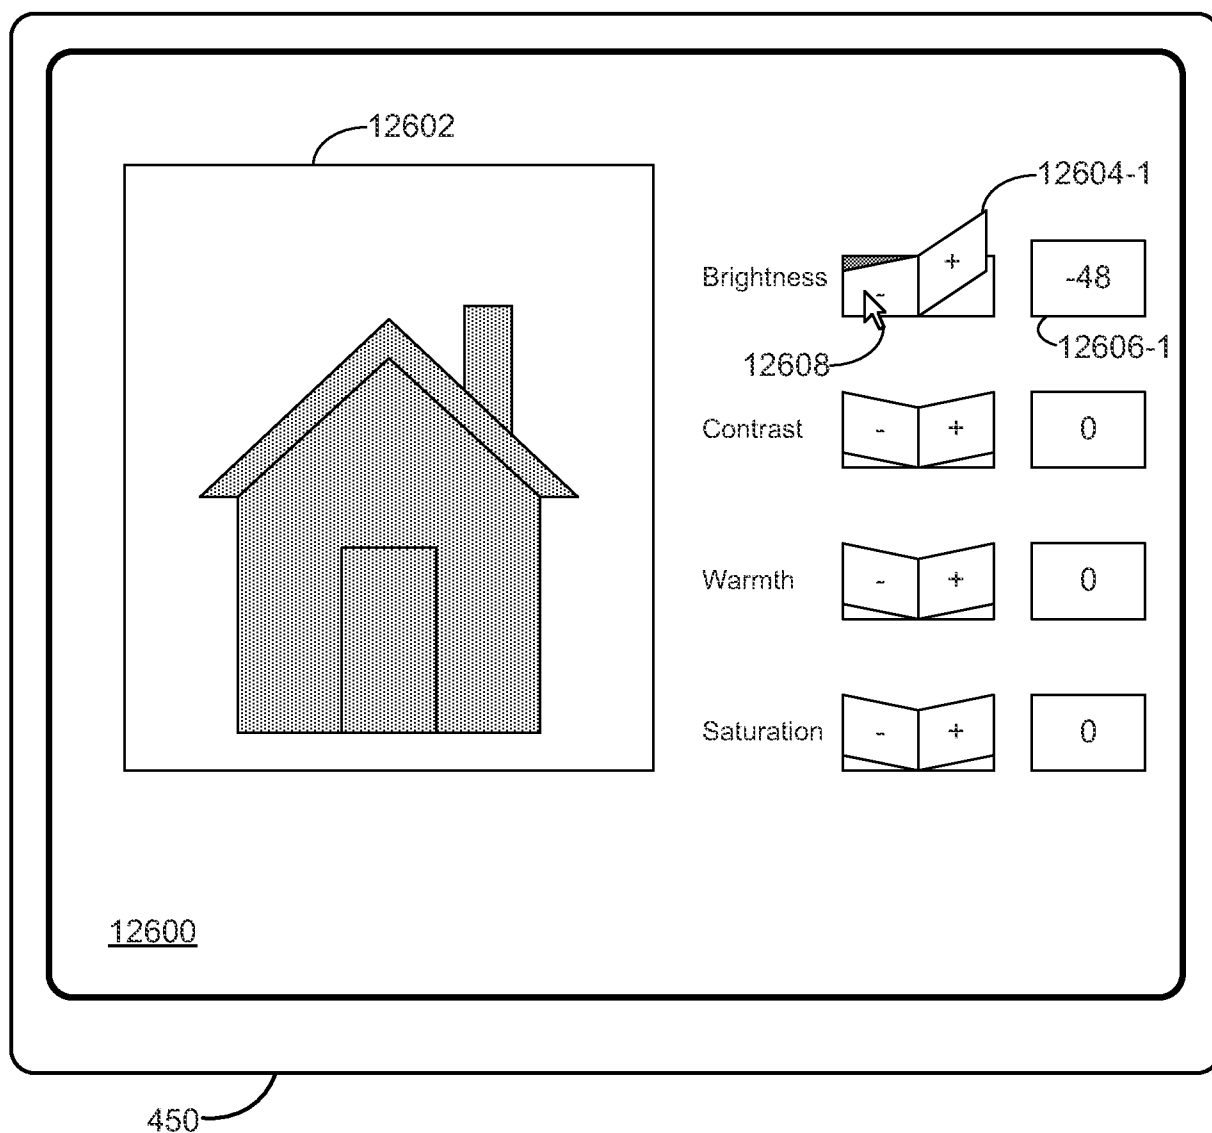 12602
12604-1
Brightness - + -48
12608
12606-1
Contrast - + 0
Warmth - + 0
Saturation - + 0
12600
450